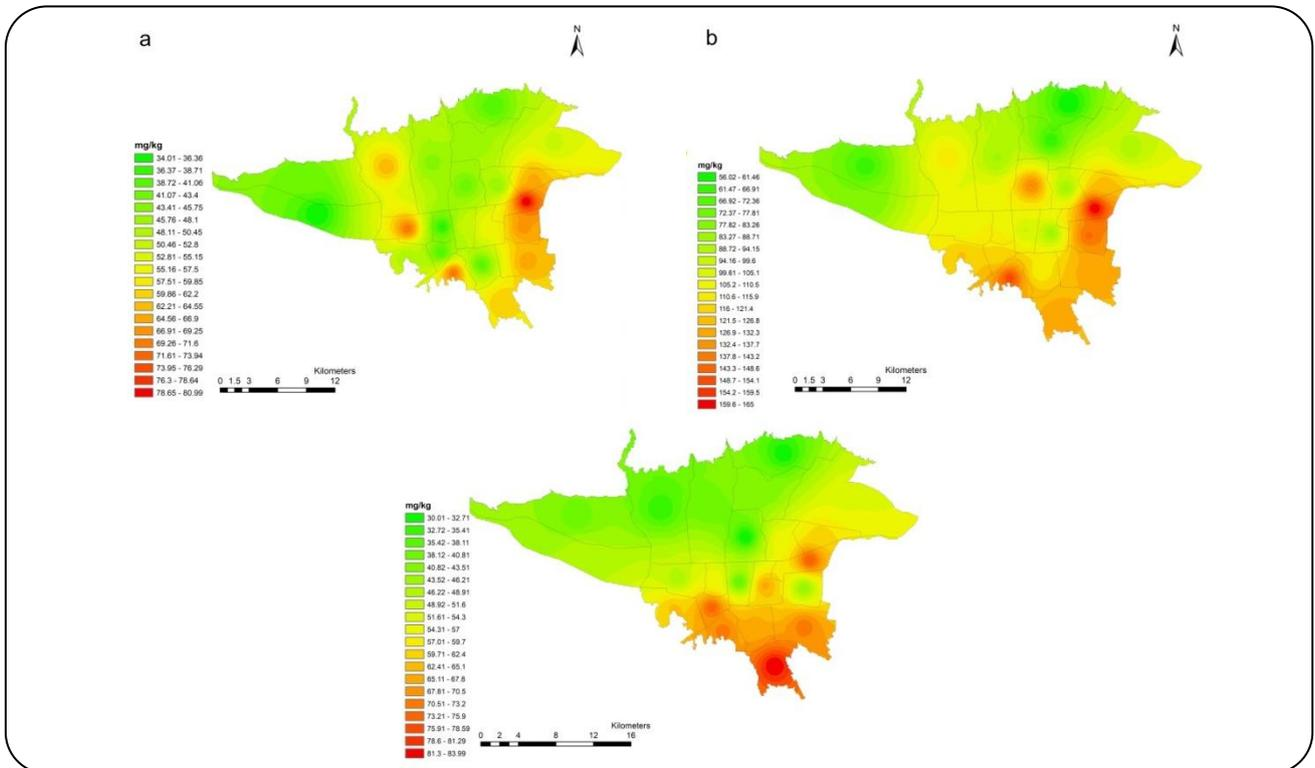 a
N
mg/kg
34.01 - 36.36
36.37 - 38.71
38.72 - 41.06
41.07 - 43.4
43.41 - 45.75
45.76 - 48.1
48.11 - 50.45
50.46 - 52.8
52.81 - 55.15
55.16 - 57.5
57.51 - 59.85
59.86 - 62.2
62.21 - 64.55
64.56 - 66.9
66.91 - 69.25
69.26 - 71.6
71.61 - 73.94
73.95 - 76.29
76.3 - 78.64
78.65 - 80.99
Kilometers
0 1.5 3 6 9 12
b
N
mg/kg
56.02 - 61.46
61.47 - 66.91
66.92 - 72.36
72.37 - 77.81
77.82 - 83.26
83.27 - 88.71
88.72 - 94.15
94.16 - 99.6
99.61 - 105.1
105.2 - 110.5
110.6 - 115.9
116 - 121.4
121.5 - 126.8
126.9 - 132.3
132.4 - 137.7
137.8 - 143.2
143.3 - 148.6
148.7 - 154.1
154.2 - 159.5
159.6 - 165
Kilometers
0 1.5 3 6 9 12
mg/kg
30.01 - 32.71
32.72 - 35.41
35.42 - 38.11
38.12 - 40.81
40.82 - 43.51
43.52 - 46.21
46.22 - 48.91
48.92 - 51.6
51.61 - 54.3
54.31 - 57
57.01 - 59.7
59.71 - 62.4
62.41 - 65.1
65.11 - 67.8
67.81 - 70.5
70.51 - 73.2
73.21 - 75.9
75.91 - 78.59
78.6 - 81.29
81.3 - 83.99
Kilometers
0 2 4 8 12 16